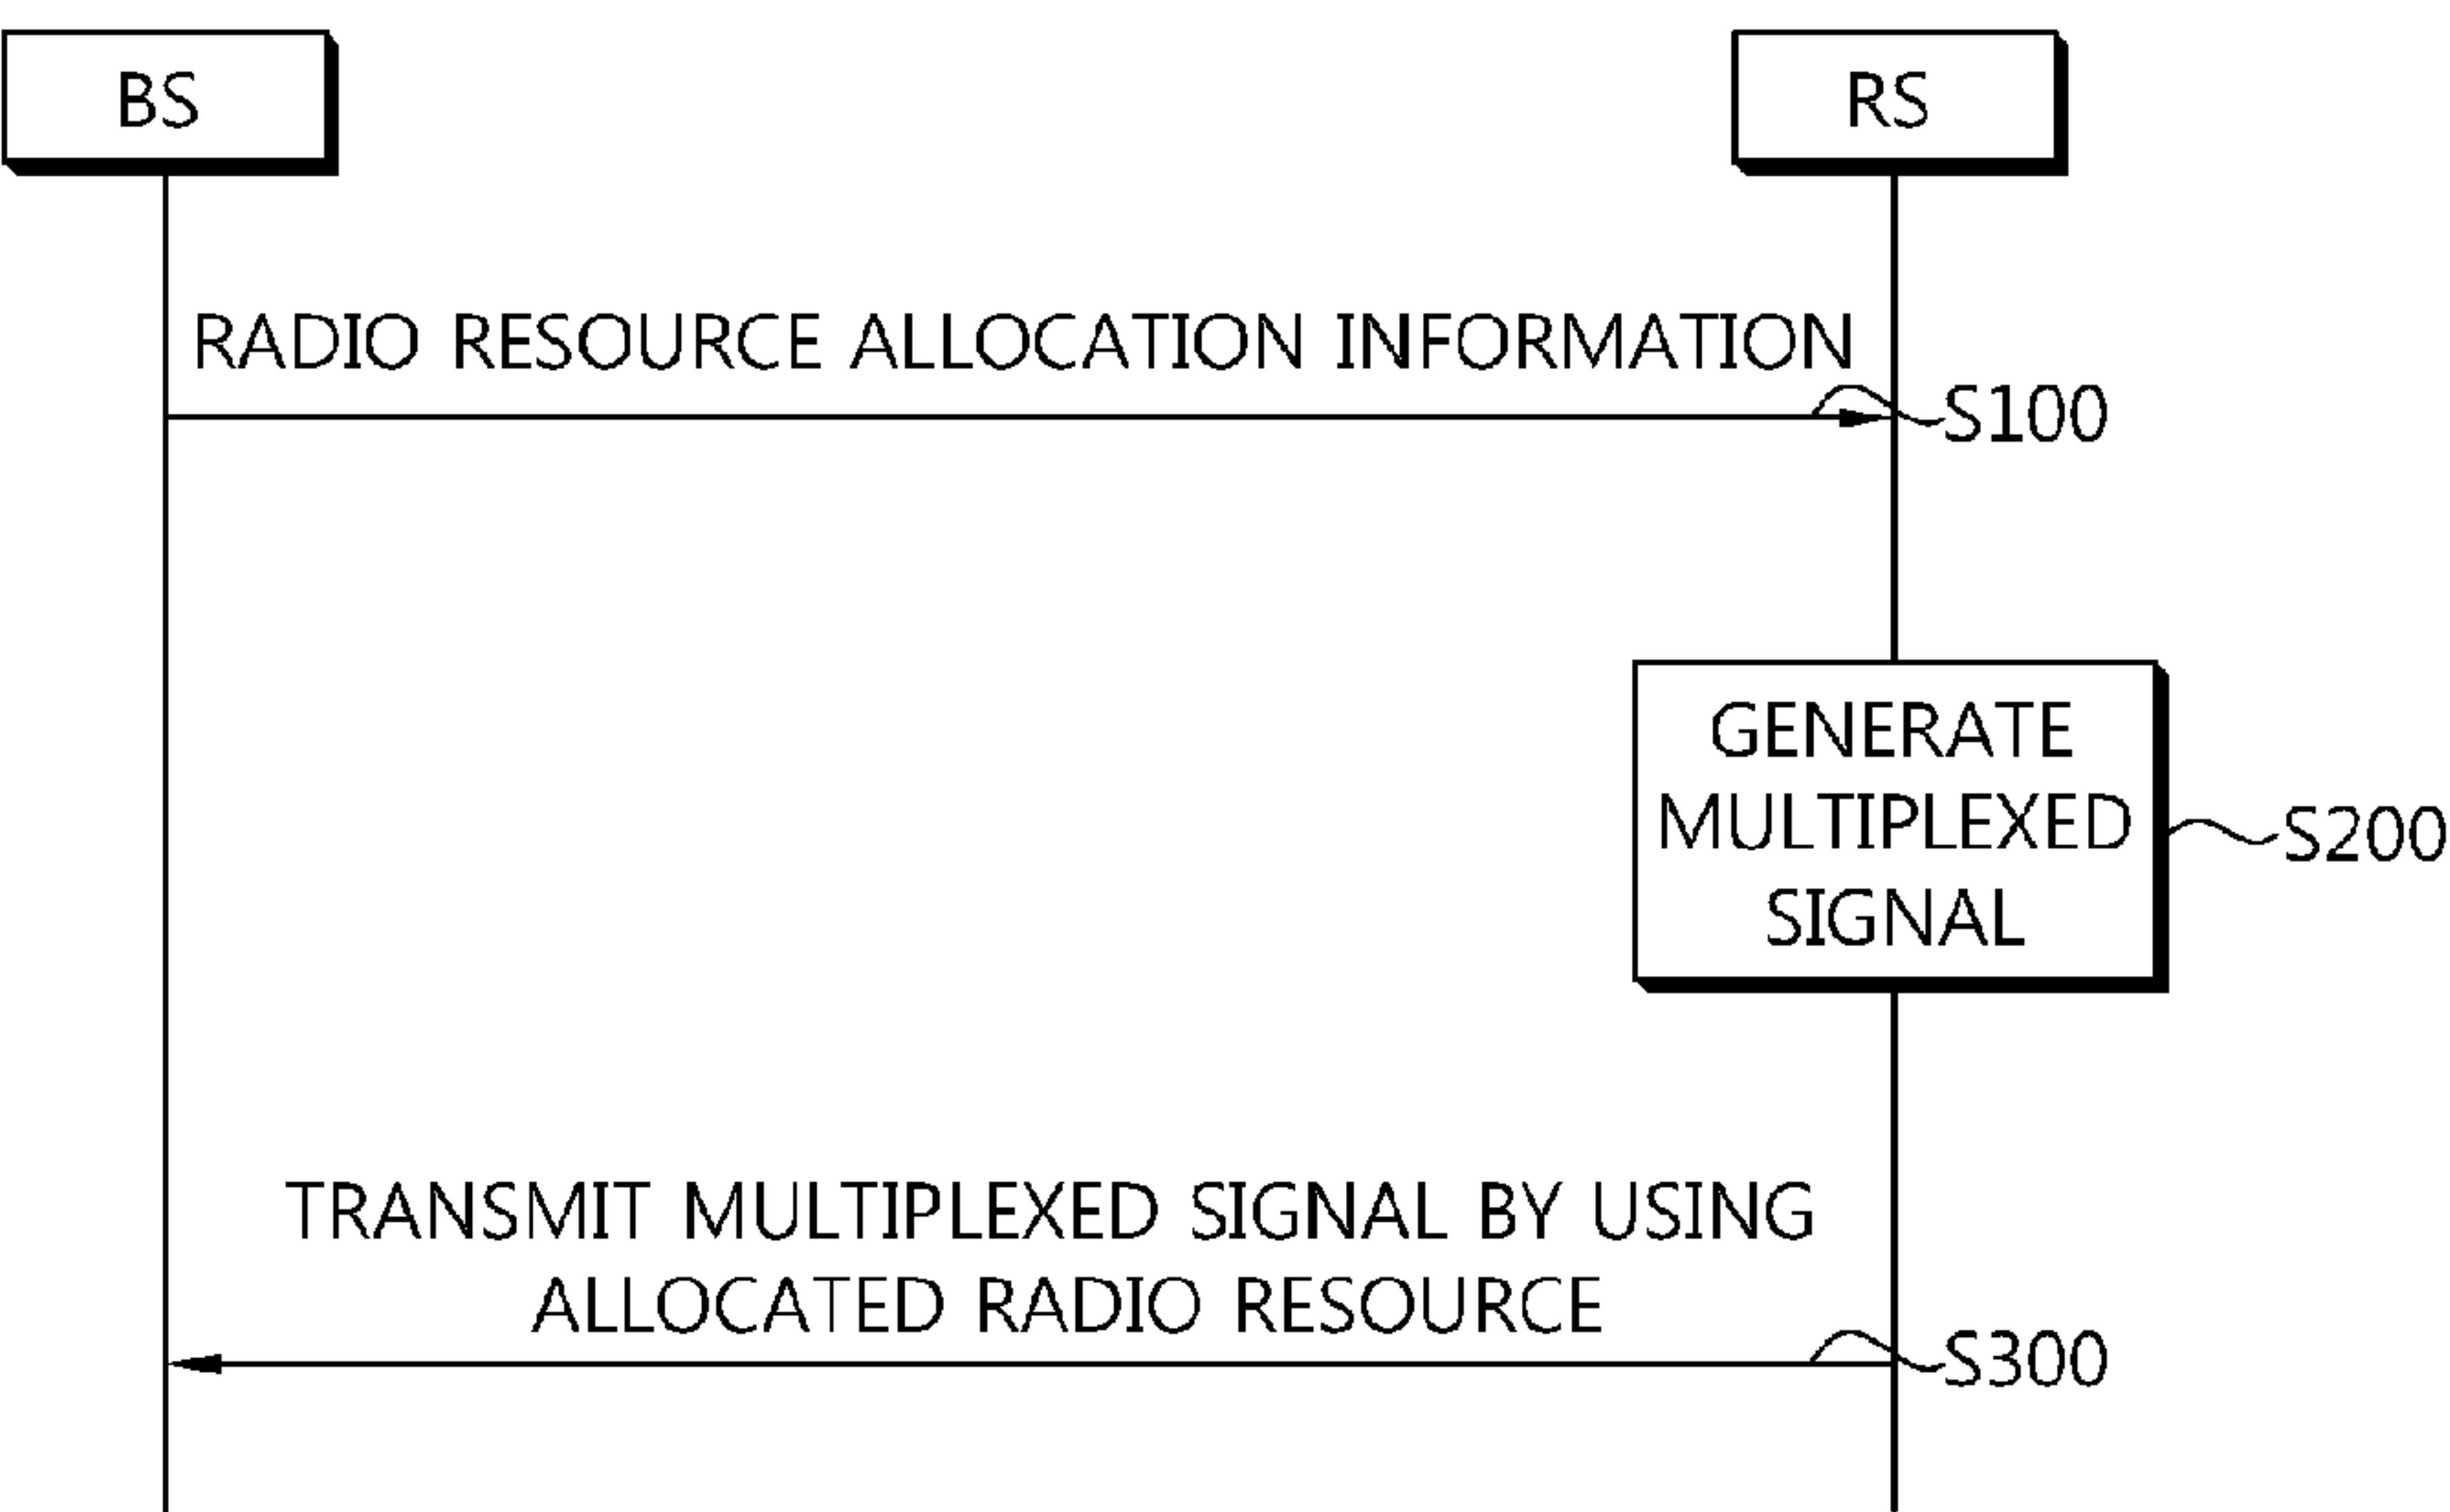 BS
RS
RADIO RESOURCE ALLOCATION INFORMATION
S100
GENERATE
MULTIPLEXED
SIGNAL
S200
TRANSMIT MULTIPLEXED SIGNAL BY USING
ALLOCATED RADIO RESOURCE
S300